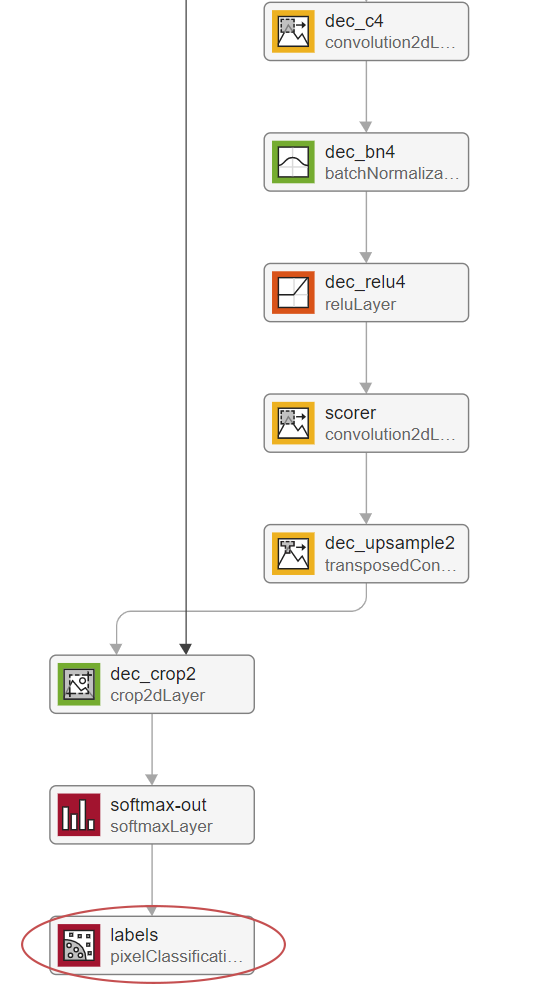 dec_c4
convolution2dL...
dec_bn4
batchNormaliza...
dec_relu4
reluLayer
scorer
convolution2dL...
dec_upsample2
transposedCon...
dec_crop2
crop2dLayer
softmax-out
softmaxLayer
labels
pixelClassificati...